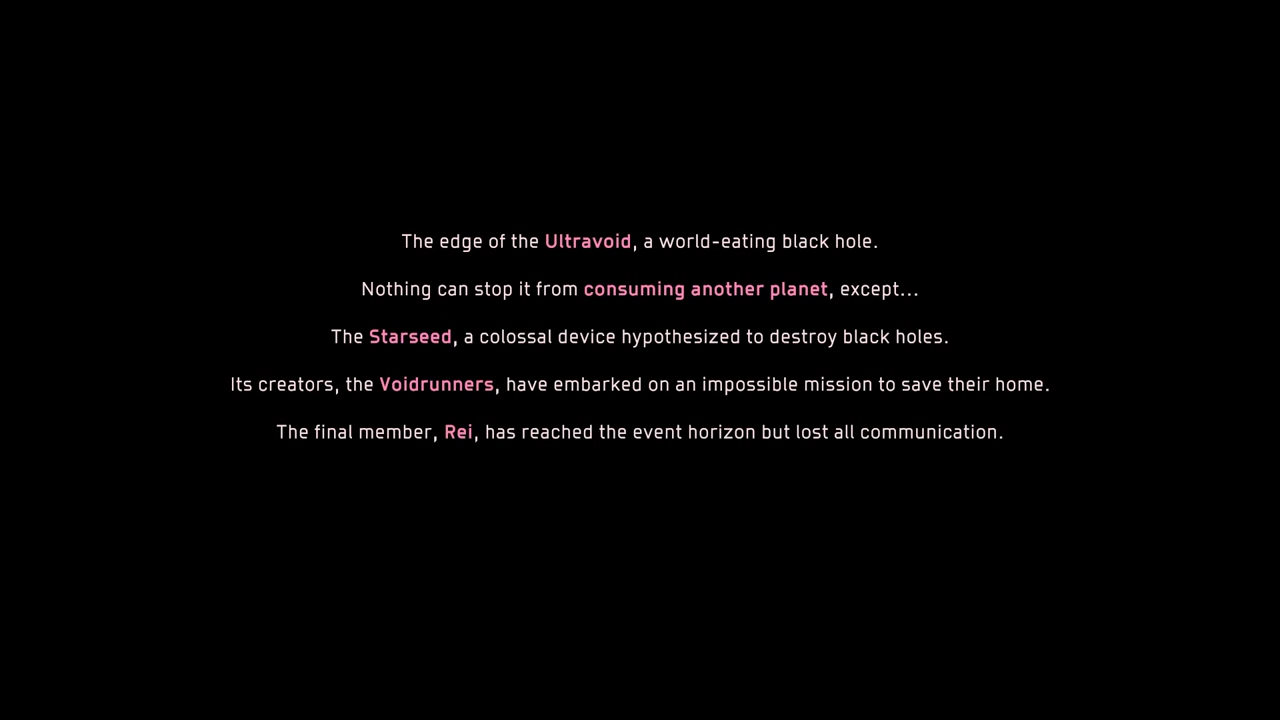 The edge of the Ultravoid, a world-eating black hole.
Nothing can stop it from consuming another planet, except...
The Starseed, a colossal device hypothesized to destroy black holes.
Its creators, the Voidrunners, have embarked on an impossible mission to save their home.
The final member, Rei, has reached the event horizon but lost all communication.